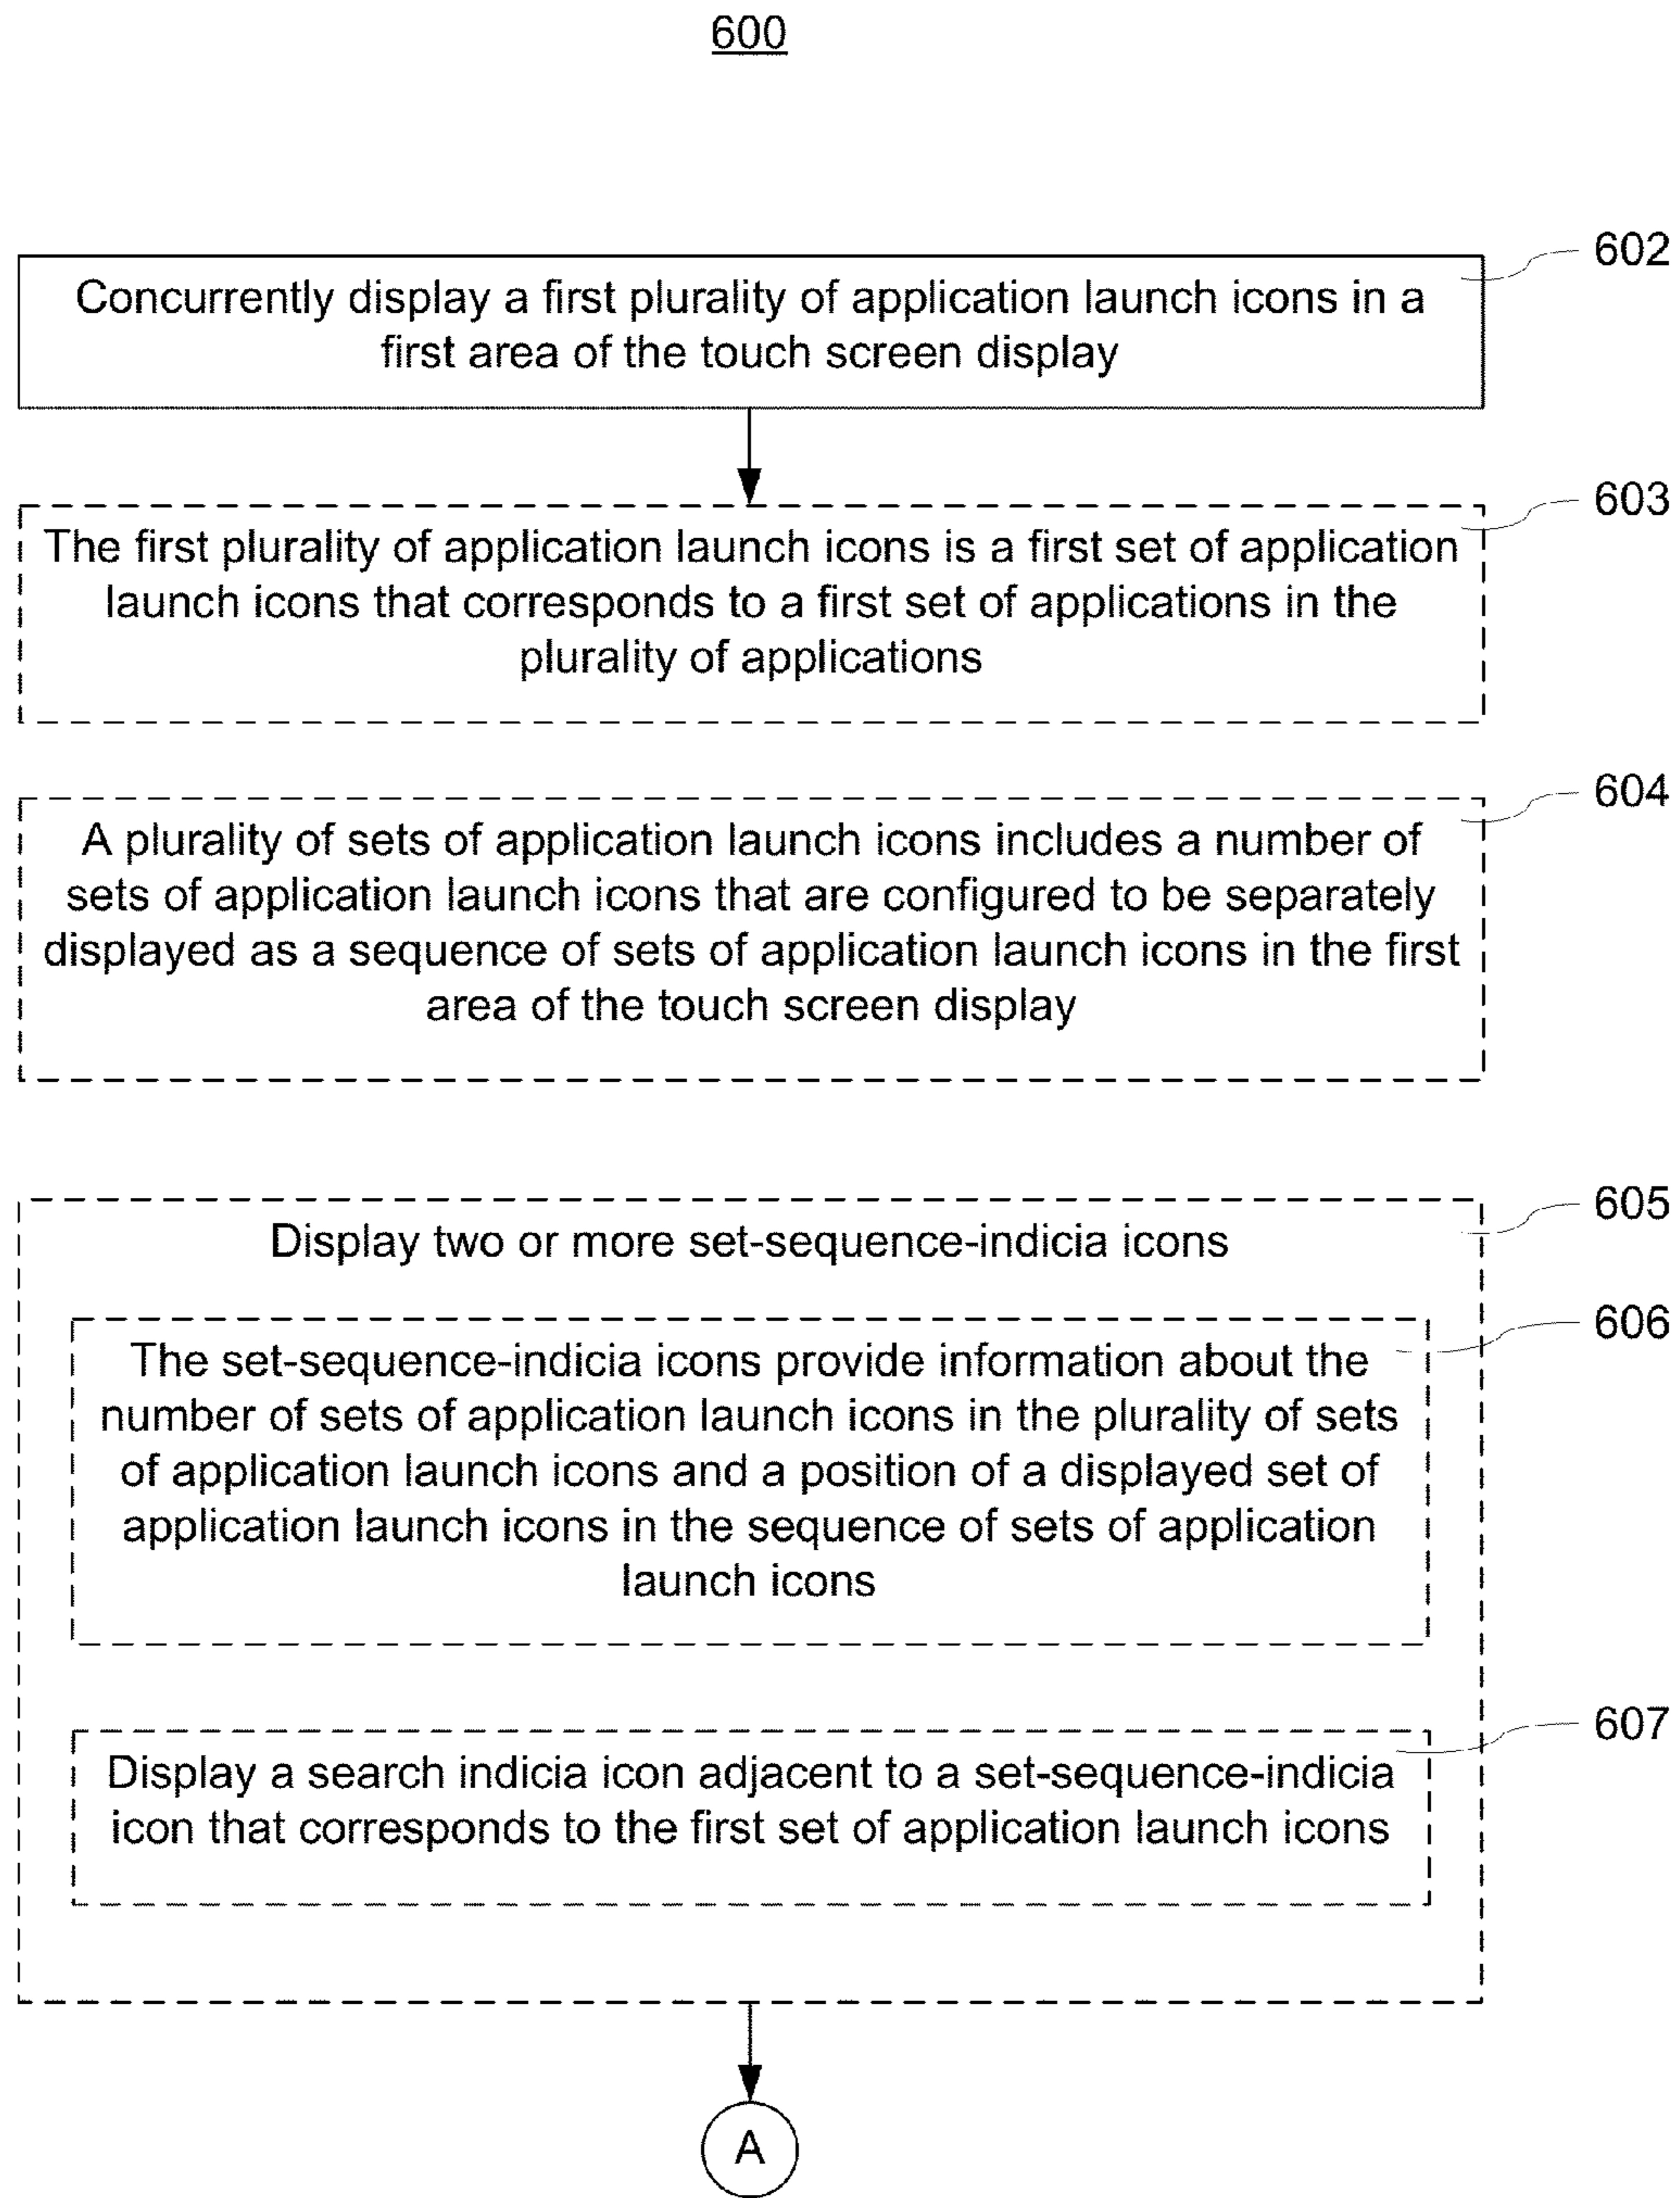 600
602
Concurrently display a first plurality of application launch icons in a
first area of the touch screen display
603
The first plurality of application launch icons is a first set of application
launch icons that corresponds to a first set of applications in the
plurality of applications
604
A plurality of sets of application launch icons includes a number of
sets of application launch icons that are configured to be separately
displayed as a sequence of sets of application launch icons in the first
area of the touch screen display
605
Display two or more set-sequence-indicia icons
606
The set-sequence-indicia icons provide information about the
number of sets of application launch icons in the plurality of sets
of application launch icons and a position of a displayed set of
application launch icons in the sequence of sets of application
launch icons
607
Display a search indicia icon adjacent to a set-sequence-indicia
icon that corresponds to the first set of application launch icons
A